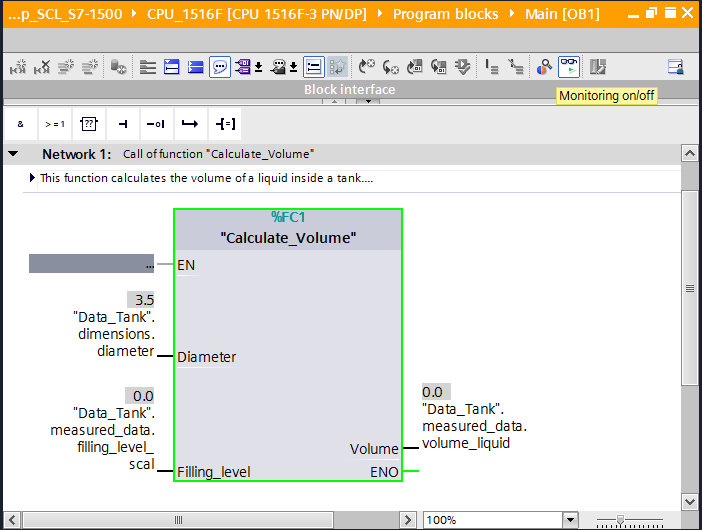 ...p_SCL_S7-1500 CPU_1516F [CPU 1516F-3 PN/DP] Program blocks Main [OB1]
Block interface
Monitoring on/off
& >=1 ??
Network 1: Call of function "Calculate_Volume"
This function calculates the volume of a liquid inside a tank....
%FC1
"Calculate_Volume"
... EN
3.5
"Data_Tank".
dimensions.
diameter Diameter
0.0
"Data_Tank".
measured_data.
filling_level_
scal Filling_level
0.0
"Data_Tank".
measured_data.
volume_liquid
Volume
ENO
100%